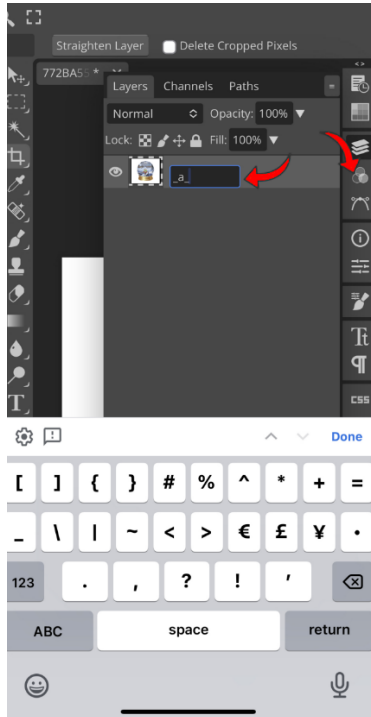 Straighten Layer Delete Cropped Pixels
772BA55 *
Layers Channels Paths
Normal Opacity: 100%
Lock: Fill: 100%
_a_
Tt
¶
CSS
Done
[ ] { } # % ^ * + =
_ \ | ~ < > € £ ¥ •
123 . , ? ! ' 
ABC space return